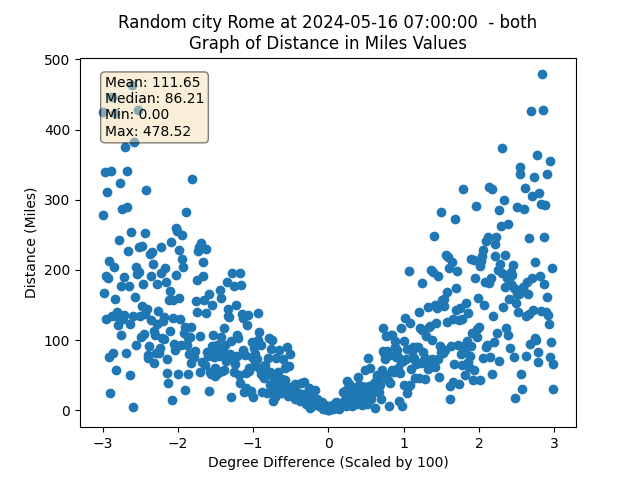 Random city Rome at 2024-05-16 07:00:00  - both
Graph of Distance in Miles Values
Mean: 111.65
Median: 86.21
Min: 0.00
Max: 478.52
500
400
300
200
100
0
Distance (Miles)
−3 −2 −1 0 1 2 3
Degree Difference (Scaled by 100)